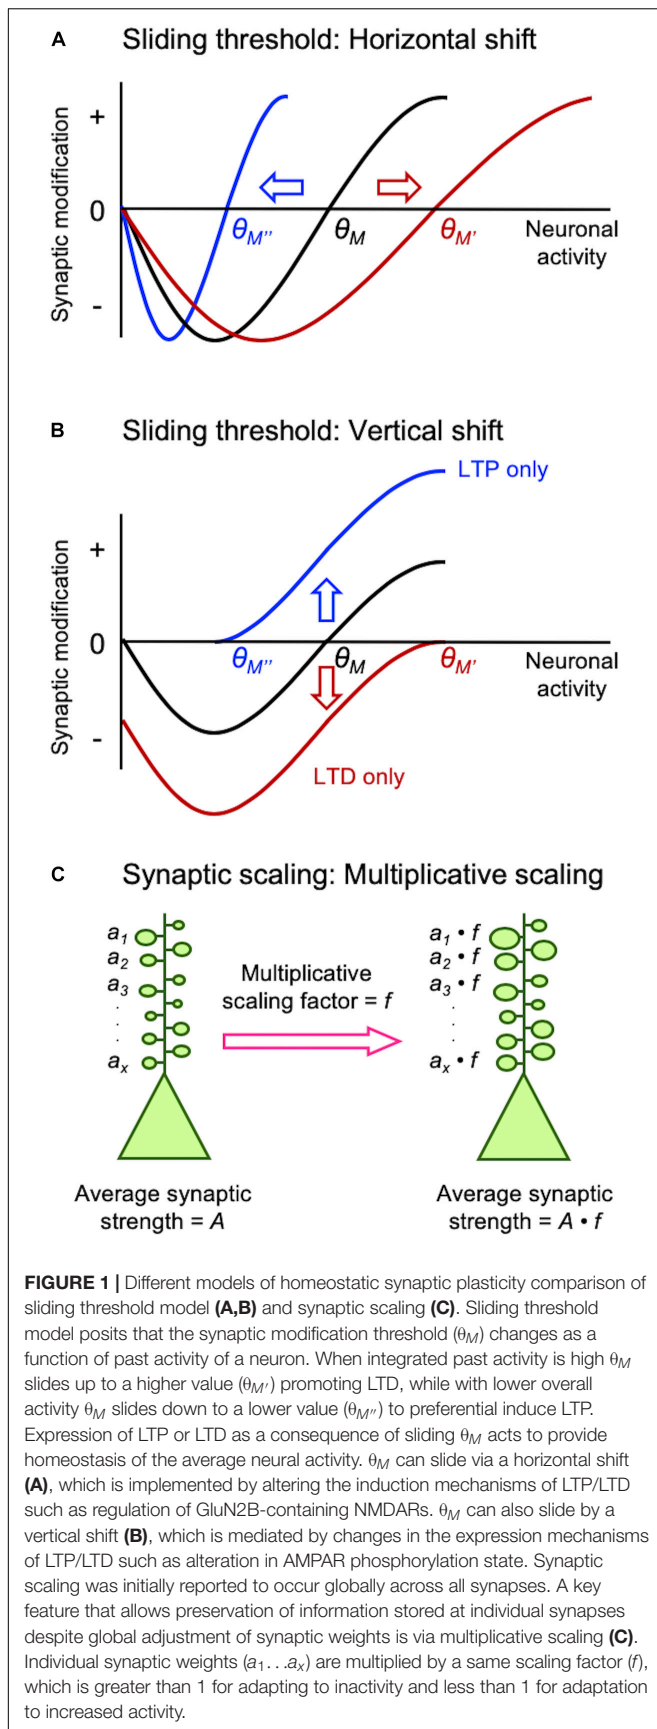 A
Sliding threshold: Horizontal shift
Synaptic modification
+
0
-
θM''
θM
θM'
Neuronal
activity
B
Sliding threshold: Vertical shift
LTP only
Synaptic modification
+
0
-
θM''
θM
θM'
Neuronal
activity
LTD only
C
Synaptic scaling: Multiplicative scaling
a1
a2
a3
.
.
.
ax
Multiplicative
scaling factor = f
a1 • f
a2 • f
a3 • f
.
.
.
ax • f
Average synaptic
strength = A
Average synaptic
strength = A • f
FIGURE 1 | Different models of homeostatic synaptic plasticity comparison of
sliding threshold model (A,B) and synaptic scaling (C). Sliding threshold
model posits that the synaptic modification threshold (θM) changes as a
function of past activity of a neuron. When integrated past activity is high θM
slides up to a higher value (θM') promoting LTD, while with lower overall
activity θM slides down to a lower value (θM'') to preferential induce LTP.
Expression of LTP or LTD as a consequence of sliding θM acts to provide
homeostasis of the average neural activity. θM can slide via a horizontal shift
(A), which is implemented by altering the induction mechanisms of LTP/LTD
such as regulation of GluN2B-containing NMDARs. θM can also slide by a
vertical shift (B), which is mediated by changes in the expression mechanisms
of LTP/LTD such as alteration in AMPAR phosphorylation state. Synaptic
scaling was initially reported to occur globally across all synapses. A key
feature that allows preservation of information stored at individual synapses
despite global adjustment of synaptic weights is via multiplicative scaling (C).
Individual synaptic weights (a1...ax) are multiplied by a same scaling factor (f),
which is greater than 1 for adapting to inactivity and less than 1 for adaptation
to increased activity.